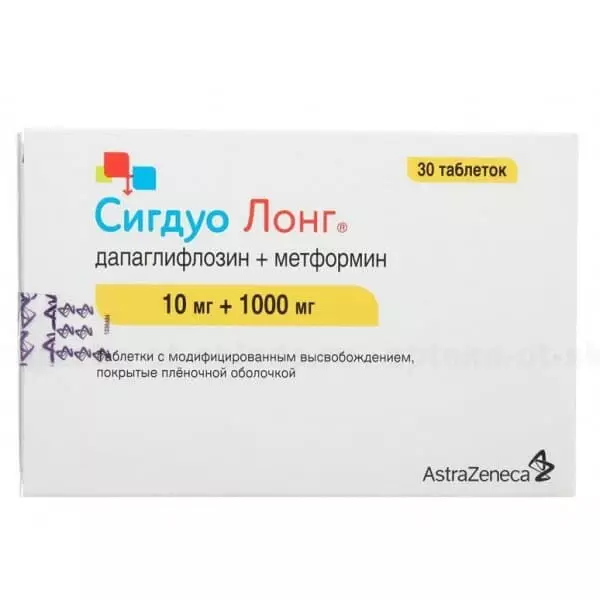 30 таблеток
Сигдуо Лонг®
дапаглифлозин + метформин
10 мг + 1000 мг
Таблетки с модифицированным высвобождением,
покрытые плёночной оболочкой
AstraZeneca